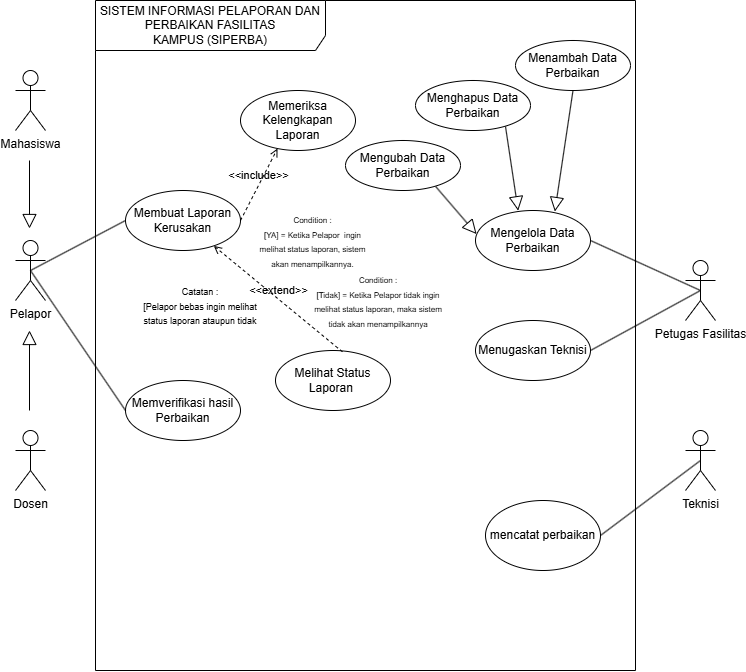 SISTEM INFORMASI PELAPORAN DAN
PERBAIKAN FASILITAS
KAMPUS (SIPERBA)
Menambah Data
Perbaikan
Menghapus Data
Perbaikan
Memeriksa
Kelengkapan
Laporan
Mahasiswa
Mengubah Data
Perbaikan
<<include>>
Membuat Laporan
Kerusakan
Condition :
[YA] = Ketika Pelapor  ingin
melihat status laporan, sistem
akan menampilkannya.
Mengelola Data
Perbaikan
Pelapor
Catatan :
[Pelapor bebas ingin melihat
status laporan ataupun tidak
<<extend>>
Condition :
[Tidak] = Ketika Pelapor tidak ingin
melihat status laporan, maka sistem
tidak akan menampilkannya
Petugas Fasilitas
Menugaskan Teknisi
Melihat Status
Laporan
Memverifikasi hasil
Perbaikan
Dosen
Teknisi
mencatat perbaikan